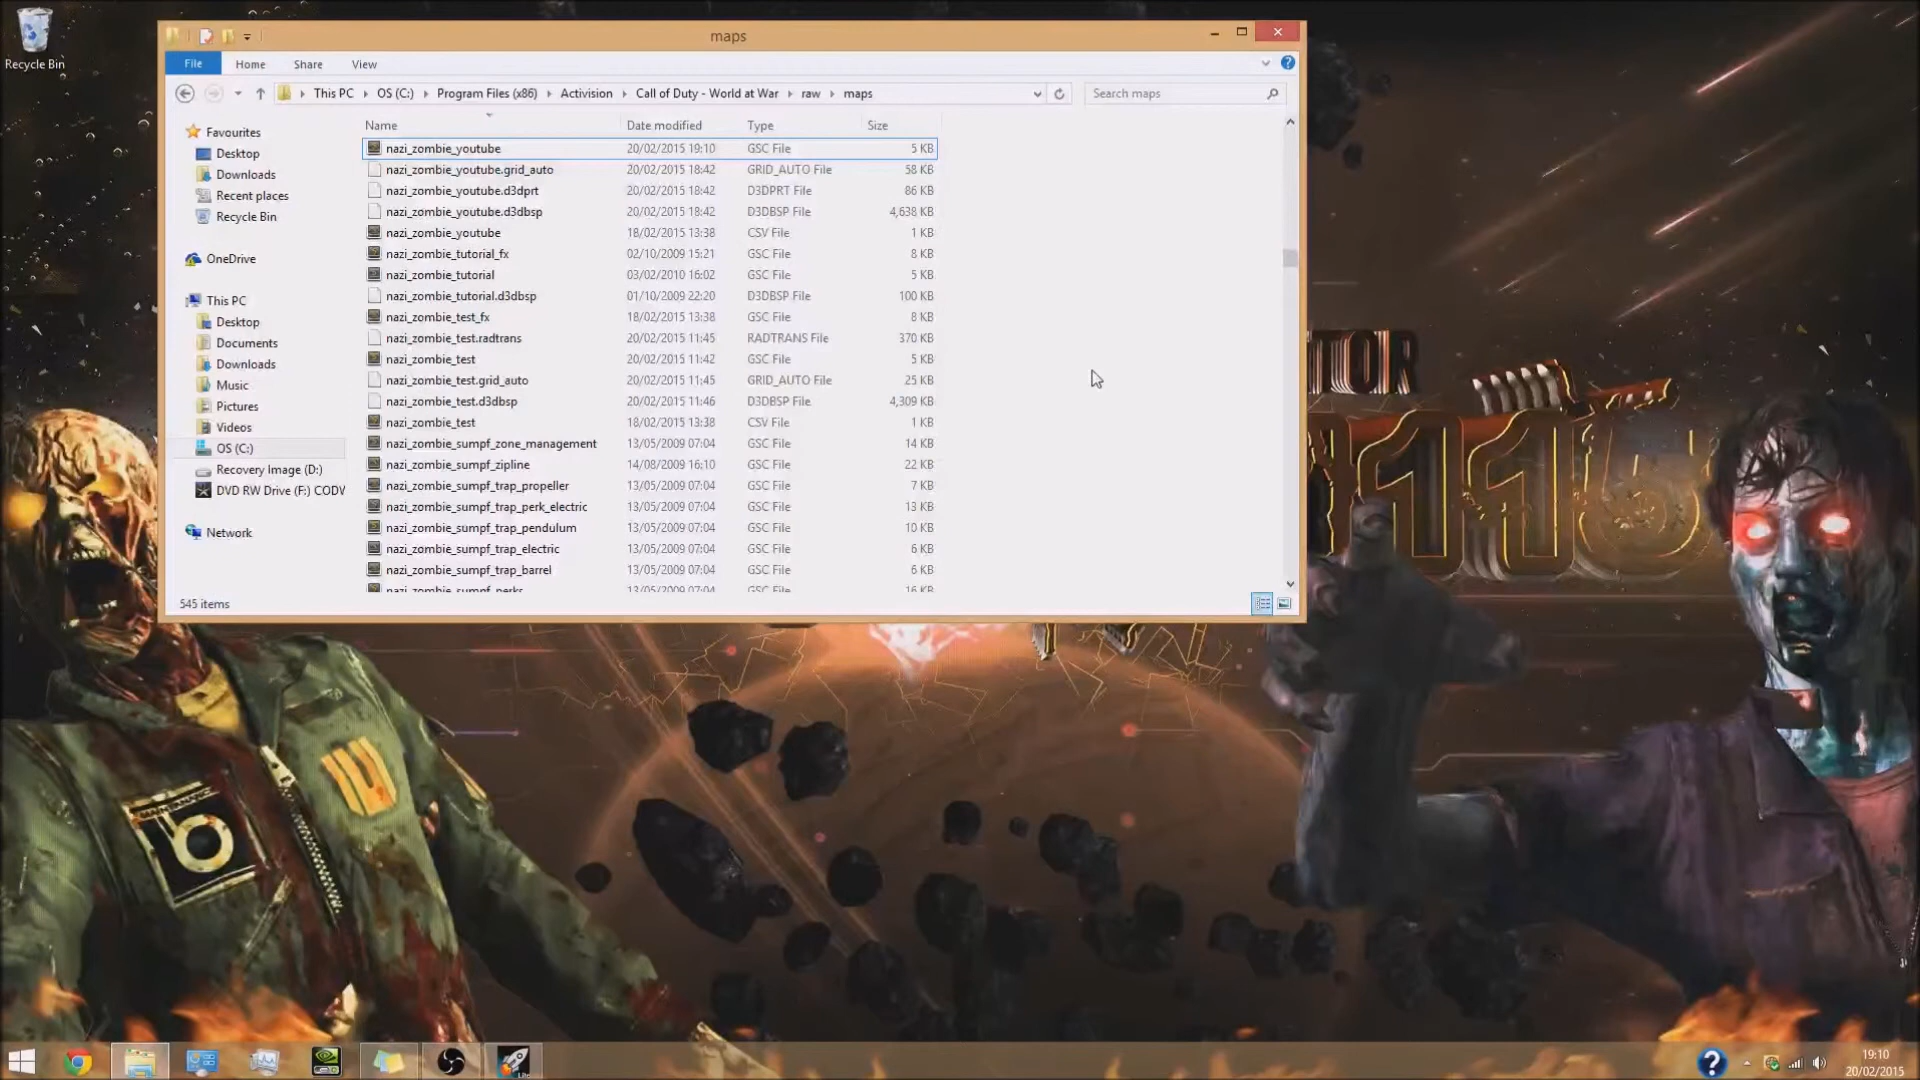 Recycle Bin
maps
File Home Share View
This PC OS (C:) Program Files (x86) Activision Call of Duty - World at War raw maps
Search maps
Name Date modified Type Size
nazi_zombie_youtube 20/02/2015 19:10 GSC File 5 KB
nazi_zombie_youtube.grid_auto 20/02/2015 18:42 GRID_AUTO File 58 KB
nazi_zombie_youtube.d3dprt 20/02/2015 18:42 D3DPRT File 86 KB
nazi_zombie_youtube.d3dbsp 20/02/2015 18:42 D3DBSP File 4,638 KB
nazi_zombie_youtube 18/02/2015 13:38 CSV File 1 KB
nazi_zombie_tutorial_fx 02/10/2009 15:21 GSC File 8 KB
nazi_zombie_tutorial 03/02/2010 16:02 GSC File 5 KB
nazi_zombie_tutorial.d3dbsp 01/10/2009 22:20 D3DBSP File 100 KB
nazi_zombie_test_fx 18/02/2015 13:38 GSC File 8 KB
nazi_zombie_test.radtrans 20/02/2015 11:45 RADTRANS File 370 KB
nazi_zombie_test 20/02/2015 11:42 GSC File 5 KB
nazi_zombie_test.grid_auto 20/02/2015 11:45 GRID_AUTO File 25 KB
nazi_zombie_test.d3dbsp 20/02/2015 11:46 D3DBSP File 4,309 KB
nazi_zombie_test 18/02/2015 13:38 CSV File 1 KB
nazi_zombie_sumpf_zone_management 13/05/2009 07:04 GSC File 14 KB
nazi_zombie_sumpf_zipline 14/08/2009 16:10 GSC File 22 KB
nazi_zombie_sumpf_trap_propeller 13/05/2009 07:04 GSC File 7 KB
nazi_zombie_sumpf_trap_perk_electric 13/05/2009 07:04 GSC File 13 KB
nazi_zombie_sumpf_trap_pendulum 13/05/2009 07:04 GSC File 10 KB
nazi_zombie_sumpf_trap_electric 13/05/2009 07:04 GSC File 6 KB
nazi_zombie_sumpf_trap_barrel 13/05/2009 07:04 GSC File 6 KB
nazi_zombie_sumpf_perks 13/05/2009 07:04 GSC File 16 KB
Favourites
Desktop
Downloads
Recent places
Recycle Bin
OneDrive
This PC
Desktop
Documents
Downloads
Music
Pictures
Videos
OS (C:)
Recovery Image (D:)
DVD RW Drive (F:) CODW
Network
545 items
TOR
115
19:10
20/02/2015